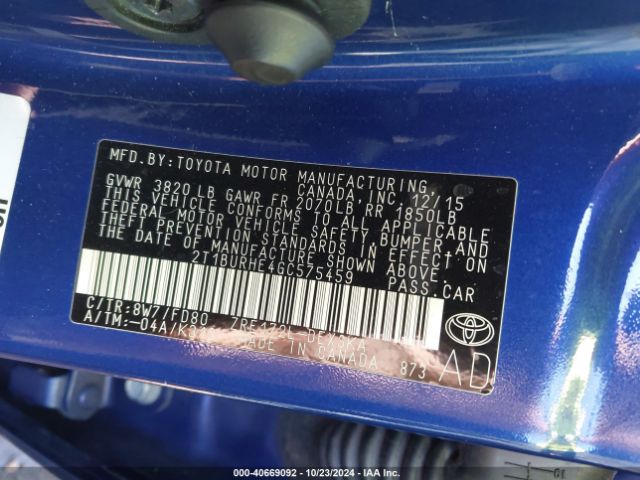 MFD. BY: TOYOTA MOTOR MANUFACTURING,
CANADA, INC. 12/15
GVWR 3820 LB GAWR FR 2070LB RR 1850LB
THIS VEHICLE CONFORMS TO ALL APPLICABLE
FEDERAL MOTOR VEHICLE SAFETY, BUMPER, AND
THEFT PREVENTION STANDARDS IN EFFECT ON
THE DATE OF MANUFACTURE SHOWN ABOVE.
2T1BURHE4GC575459 PASS. CAR
C/TR: 8W7/FD80
A/TM: -04A/
MADE IN CANADA 873
TOYOTA
AD
000-40669092 - 10/23/2024 - IAA Inc.